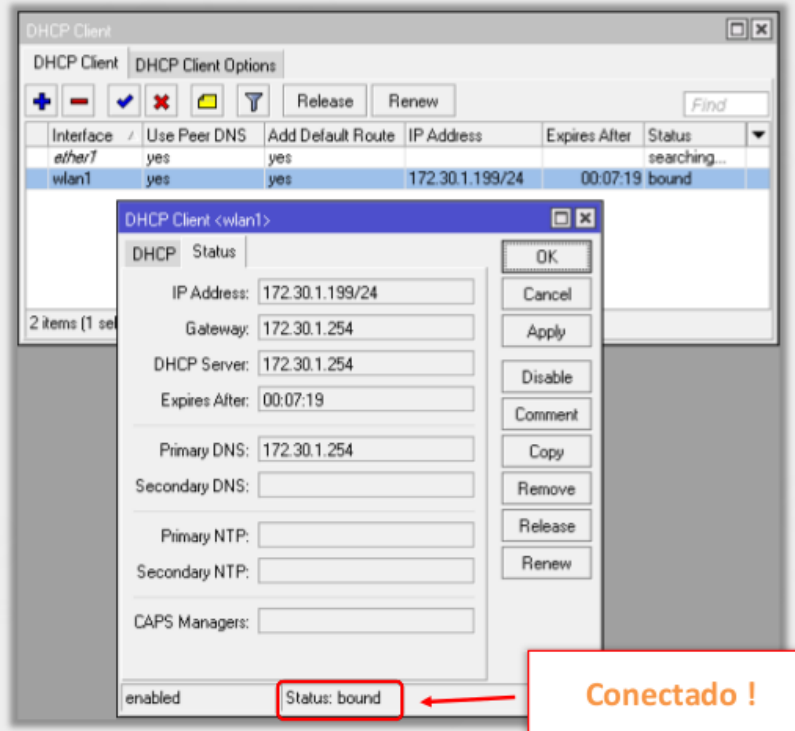 DHCP Client
DHCP Client DHCP Client Options
Release Renew Find
Interface Use Peer DNS Add Default Route IP Address Expires After Status
ether1 yes yes searching...
wlan1 yes yes 172.30.1.199/24 00:07:19 bound
DHCP Client <wlan1>
DHCP Status OK
IP Address: 172.30.1.199/24 Cancel
2 items (1 sel Gateway: 172.30.1.254 Apply
DHCP Server: 172.30.1.254 Disable
Expires After: 00:07:19 Comment
Primary DNS: 172.30.1.254 Copy
Secondary DNS: Remove
Primary NTP: Release
Secondary NTP: Renew
CAPS Managers:
enabled Status: bound Conectado !